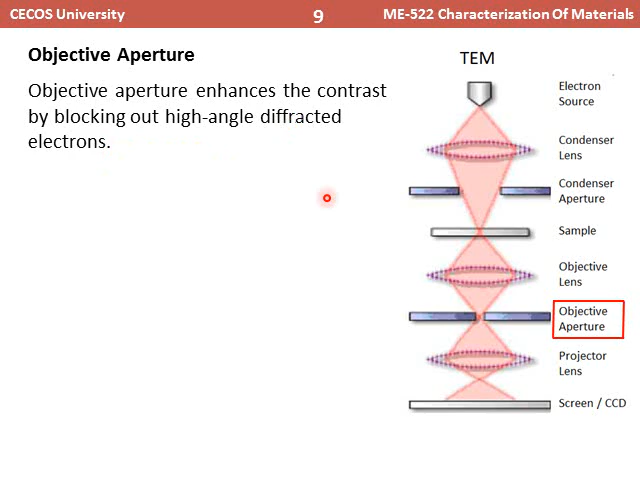 CECOS University
9
ME-522 Characterization Of Materials
Objective Aperture
Objective aperture enhances the contrast
by blocking out high-angle diffracted
electrons.
TEM
Electron
Source
Condenser
Lens
Condenser
Aperture
Sample
Objective
Lens
Objective
Aperture
Projector
Lens
Screen / CCD